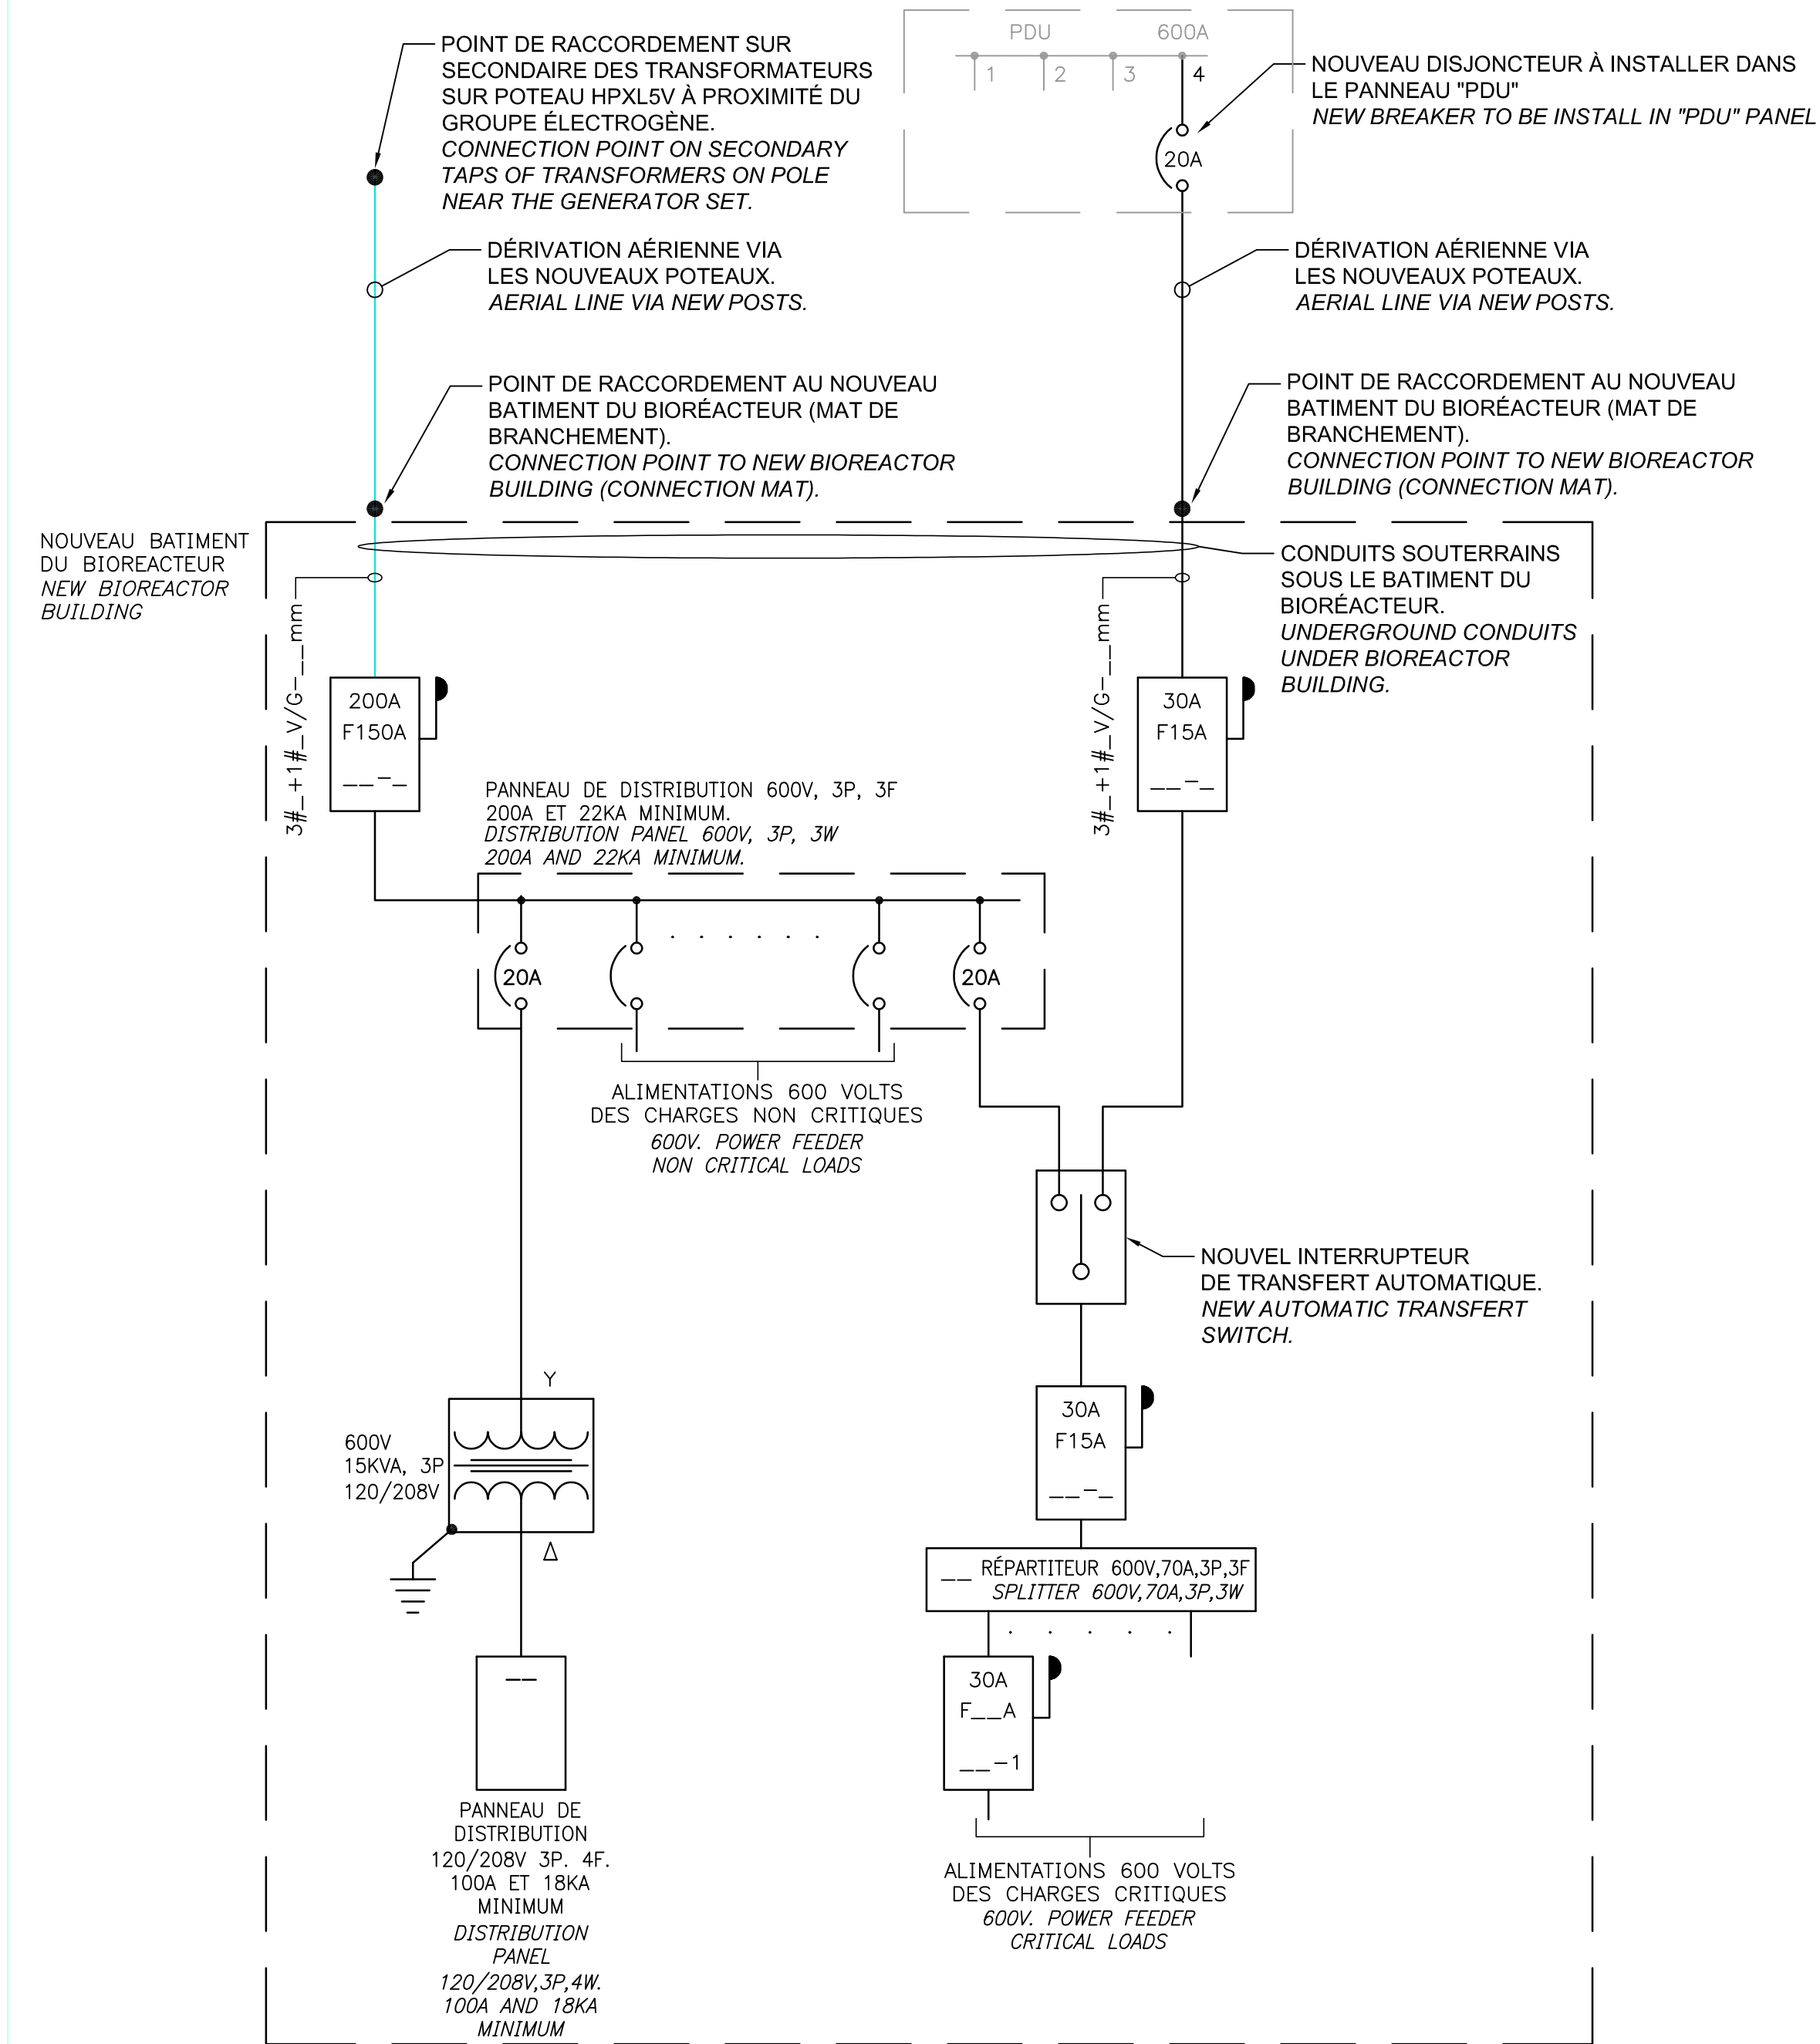 POINT DE RACCORDEMENT SUR
SECONDAIRE DES TRANSFORMATEURS
SUR POTEAU HPXL5V À PROXIMITÉ DU
GROUPE ÉLECTROGÈNE.
CONNECTION POINT ON SECONDARY
TAPS OF TRANSFORMERS ON POLE
NEAR THE GENERATOR SET.
PDU 600A
1 2 3 4
20A
NOUVEAU DISJONCTEUR À INSTALLER DANS
LE PANNEAU "PDU"
NEW BREAKER TO BE INSTALL IN "PDU" PANEL
DÉRIVATION AÉRIENNE VIA
LES NOUVEAUX POTEAUX.
AERIAL LINE VIA NEW POSTS.
DÉRIVATION AÉRIENNE VIA
LES NOUVEAUX POTEAUX.
AERIAL LINE VIA NEW POSTS.
POINT DE RACCORDEMENT AU NOUVEAU
BATIMENT DU BIORÉACTEUR (MAT DE
BRANCHEMENT).
CONNECTION POINT TO NEW BIOREACTOR
BUILDING (CONNECTION MAT).
POINT DE RACCORDEMENT AU NOUVEAU
BATIMENT DU BIORÉACTEUR (MAT DE
BRANCHEMENT).
CONNECTION POINT TO NEW BIOREACTOR
BUILDING (CONNECTION MAT).
NOUVEAU BATIMENT
DU BIOREACTEUR
NEW BIOREACTOR
BUILDING
CONDUITS SOUTERRAINS
SOUS LE BATIMENT DU
BIORÉACTEUR.
UNDERGROUND CONDUITS
UNDER BIOREACTOR
BUILDING.
3#_+1#_V/G-__mm
200A
F150A
__-_
3#_+1#_V/G-__mm
30A
F15A
__-_
PANNEAU DE DISTRIBUTION 600V, 3P, 3F
200A ET 22KA MINIMUM.
DISTRIBUTION PANEL 600V, 3P, 3W
200A AND 22KA MINIMUM.
. . . . . .
20A
20A
ALIMENTATIONS 600 VOLTS
DES CHARGES NON CRITIQUES
600V. POWER FEEDER
NON CRITICAL LOADS
NOUVEL INTERRUPTEUR
DE TRANSFERT AUTOMATIQUE.
NEW AUTOMATIC TRANSFERT
SWITCH.
Y
600V
15KVA, 3P
120/208V
Δ
30A
F15A
__-_
__ RÉPARTITEUR 600V,70A,3P,3F
SPLITTER 600V,70A,3P,3W
. . . . .
30A
F__A
__-1
__
PANNEAU DE
DISTRIBUTION
120/208V 3P. 4F.
100A ET 18KA
MINIMUM
DISTRIBUTION
PANEL
120/208V,3P,4W.
100A AND 18KA
MINIMUM
ALIMENTATIONS 600 VOLTS
DES CHARGES CRITIQUES
600V. POWER FEEDER
CRITICAL LOADS